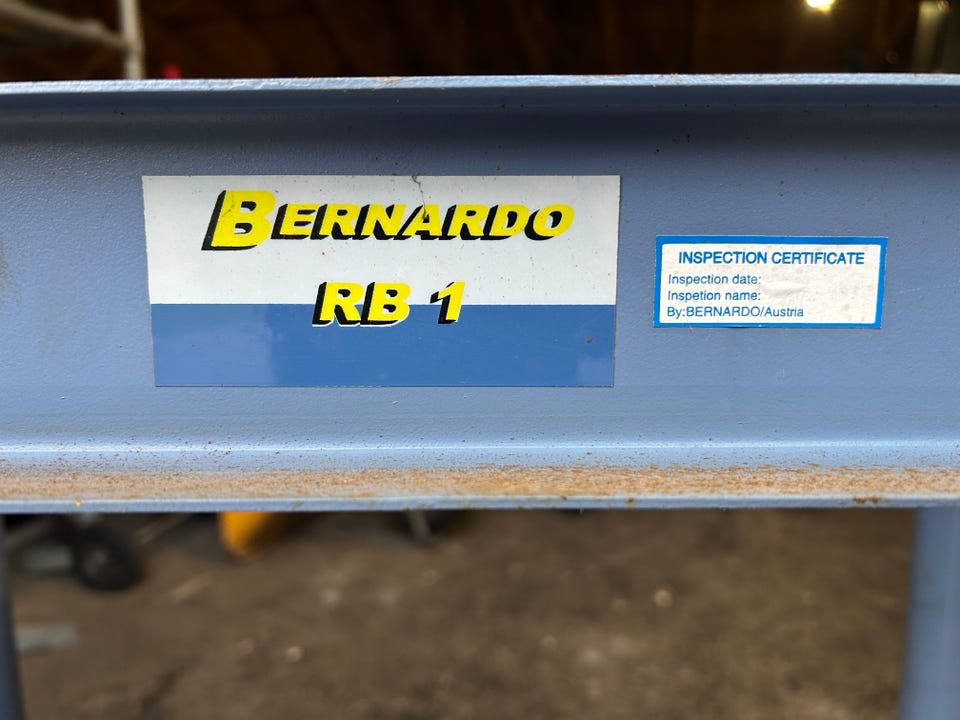 BERNARDO
RB 1
INSPECTION CERTIFICATE
Inspection date:
Inspetion name:
By:BERNARDO/Austria